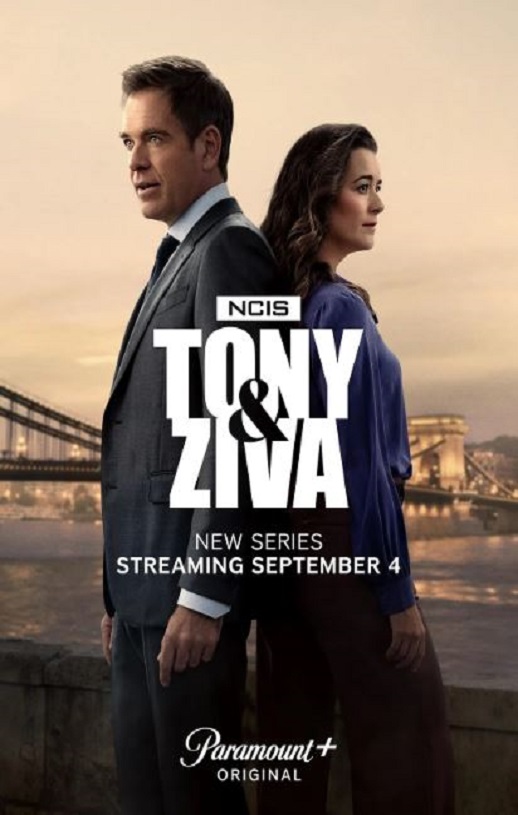 NCIS
TONY
&
ZIVA
NEW SERIES
STREAMING SEPTEMBER 4
Paramount+
ORIGINAL